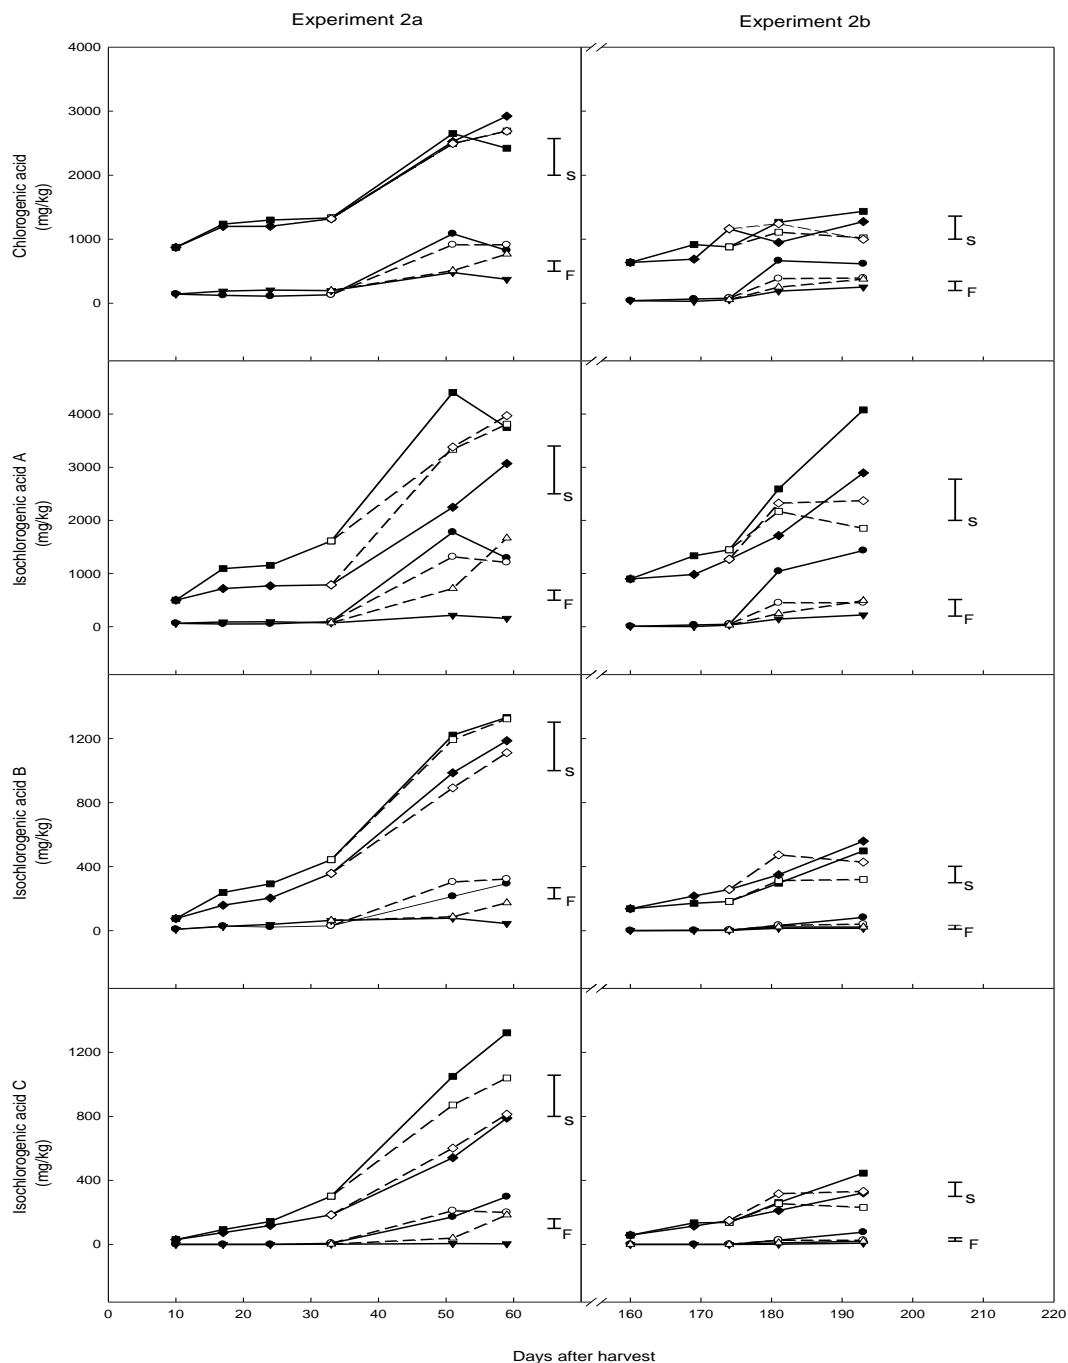 Experiment 2a
Experiment 2b
Chlorogenic acid
(mg/kg)
4000
3000
2000
1000
0
S
F
S
F
Isochlorogenic acid A
(mg/kg)
4000
3000
2000
1000
0
S
F
S
F
Isochlorogenic acid B
(mg/kg)
1200
800
400
0
S
F
S
F
Isochlorogenic acid C
(mg/kg)
1200
800
400
0
S
F
S
F
0 10 20 30 40 50 60 160 170 180 190 200 210 220
Days after harvest